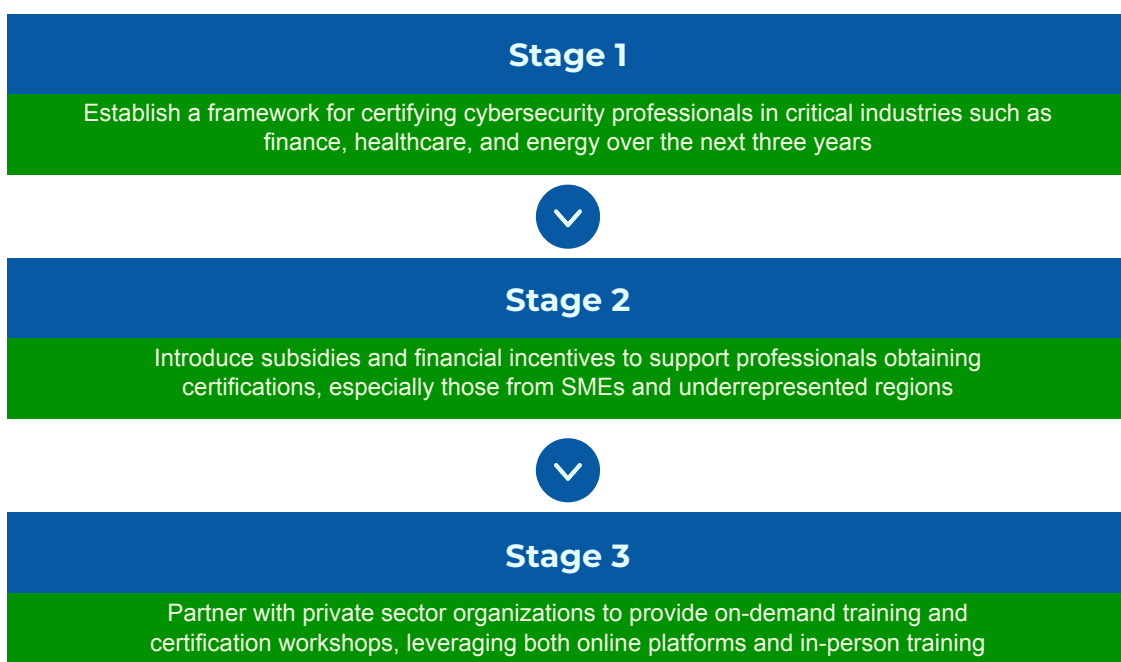 Stage 1
Establish a framework for certifying cybersecurity professionals in critical industries such as
finance, healthcare, and energy over the next three years
Stage 2
Introduce subsidies and financial incentives to support professionals obtaining
certifications, especially those from SMEs and underrepresented regions
Stage 3
Partner with private sector organizations to provide on-demand training and
certification workshops, leveraging both online platforms and in-person training